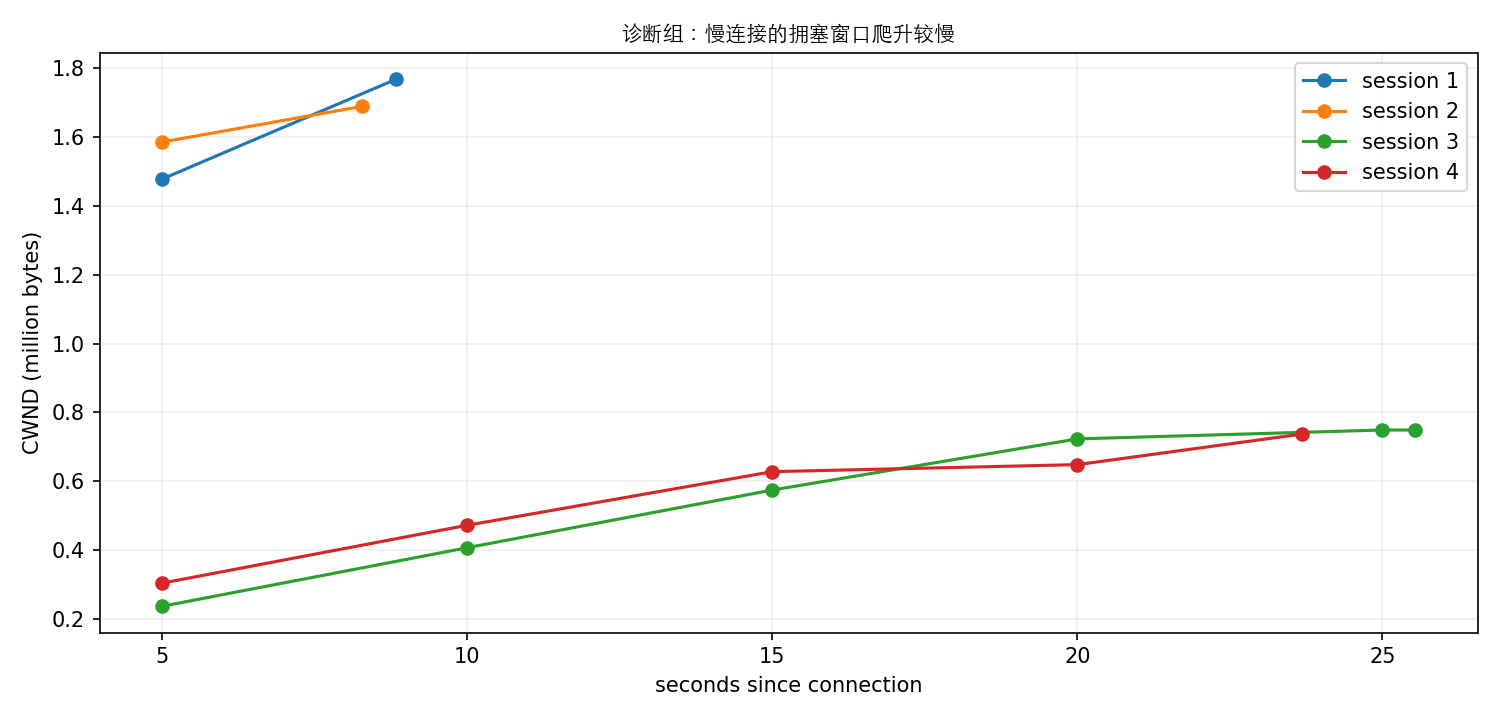 诊断组：慢连接的拥塞窗口爬升较慢
1.8
1.6
1.4
1.2
1.0
0.8
0.6
0.4
0.2
CWND (million bytes)
session 1
session 2
session 3
session 4
5 10 15 20 25
seconds since connection